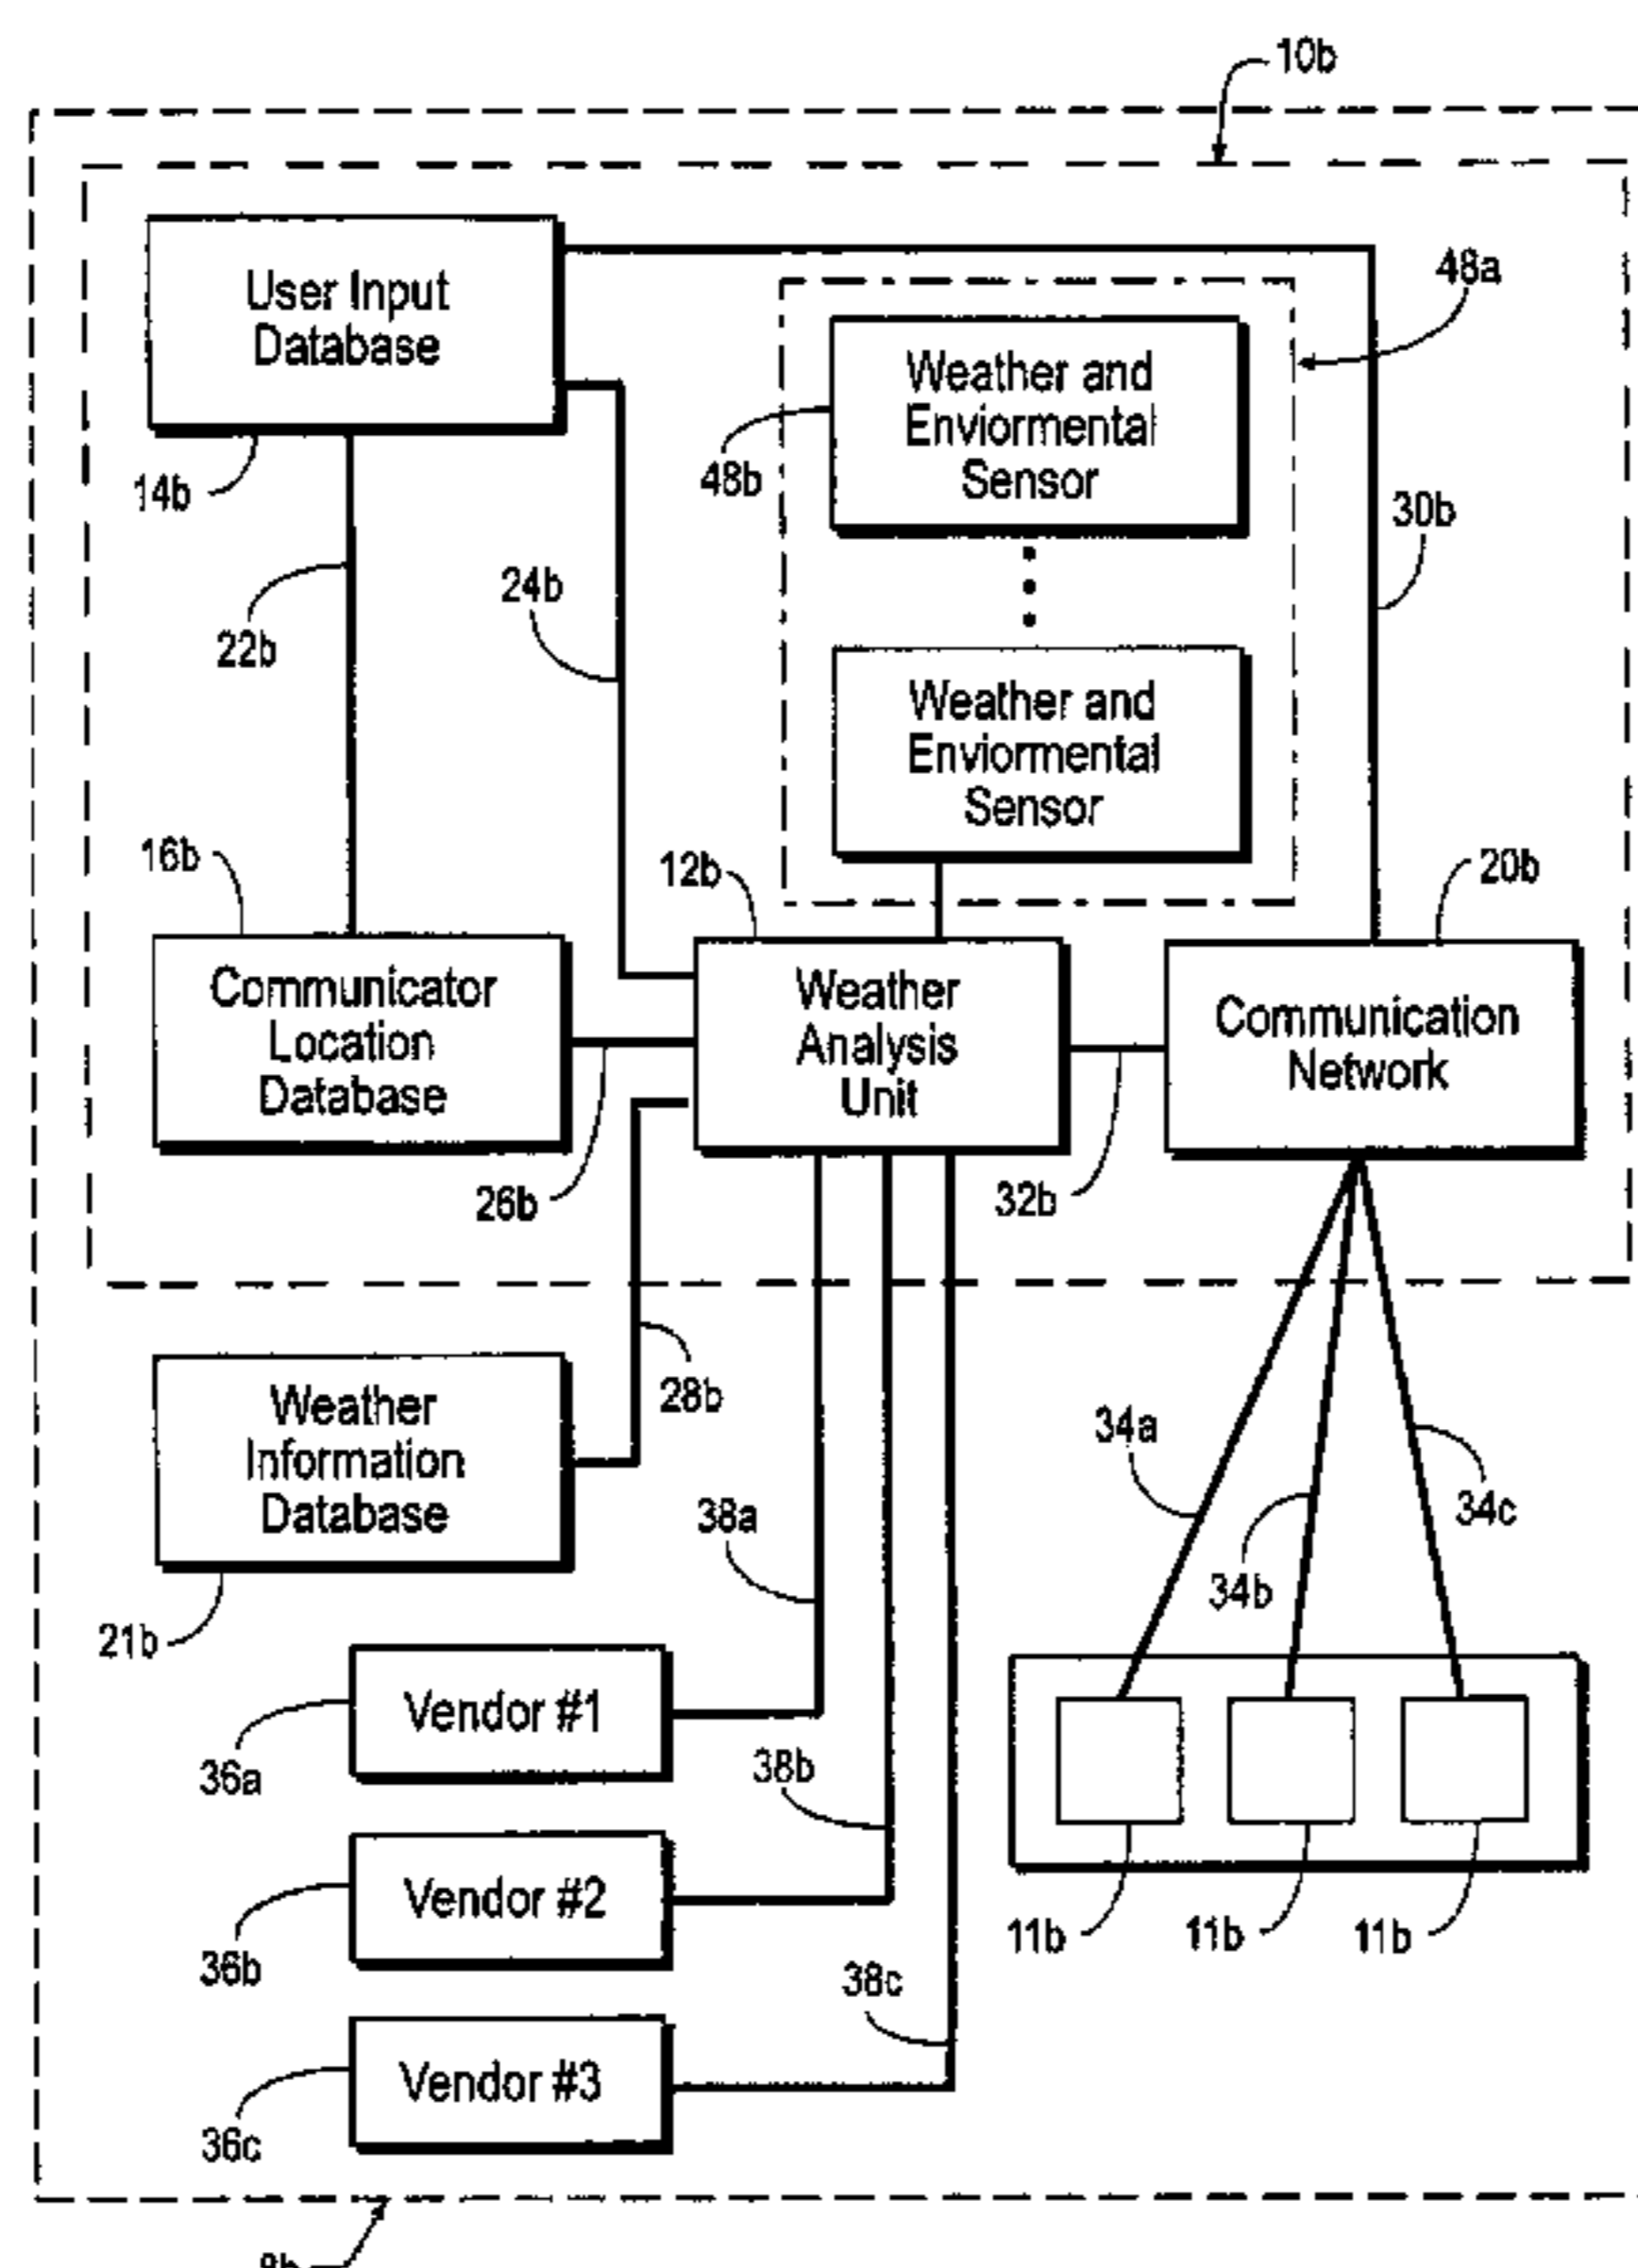 10b
User Input
Database
48a
Weather and
Enviormental
Sensor
48b
14b
30b
24b
22b
Weather and
Enviormental
Sensor
16b
12b
20b
Communicator
Location
Database
Weather
Analysis
Unit
Communication
Network
26b
32b
28b
Weather
Information
Database
34a
34c
38a
34b
21b
Vendor #1
36a
38b
Vendor #2
11b
11b
11b
36b
38c
Vendor #3
36c
8b